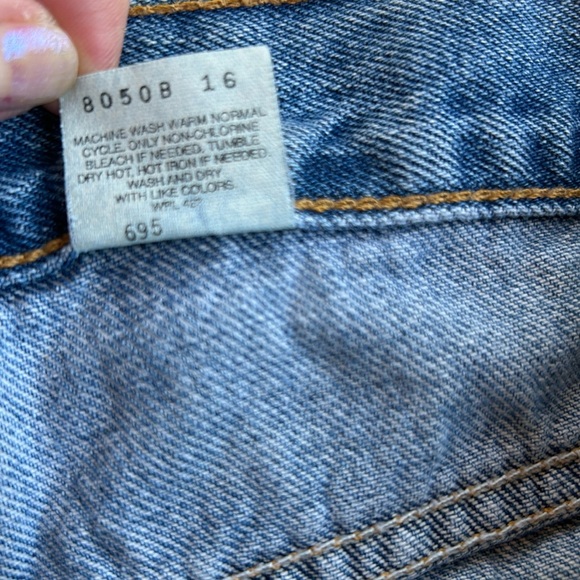 8050B 16
MACHINE WASH WARM NORMAL
CYCLE. ONLY NON-CHLORINE
BLEACH IF NEEDED. TUMBLE
DRY HOT, HOT IRON IF NEEDED.
WASH AND DRY
WITH LIKE COLORS.
WPL
695